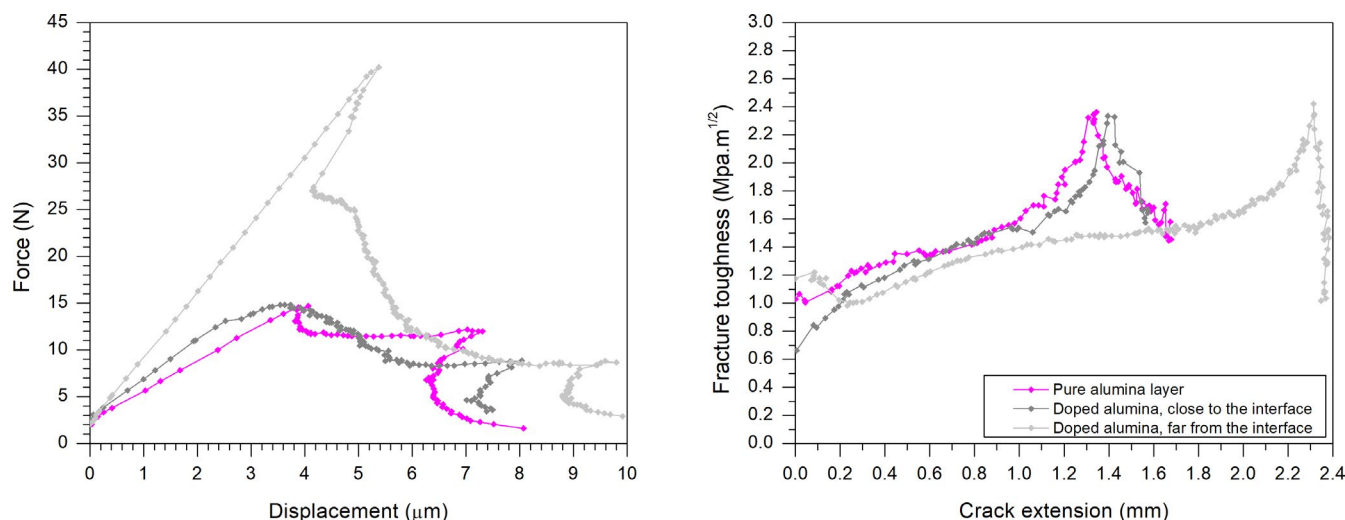 45
40
35
30
25
20
15
10
5
0
Force (N)
0 1 2 3 4 5 6 7 8 9 10
Displacement (μm)
3.0
2.8
2.6
2.4
2.2
2.0
1.8
1.6
1.4
1.2
1.0
0.8
0.6
0.4
0.2
0.0
Fracture toughness (Mpa.m1/2)
Pure alumina layer
Doped alumina, close to the interface
Doped alumina, far from the interface
0.0 0.2 0.4 0.6 0.8 1.0 1.2 1.4 1.6 1.8 2.0 2.2 2.4
Crack extension (mm)